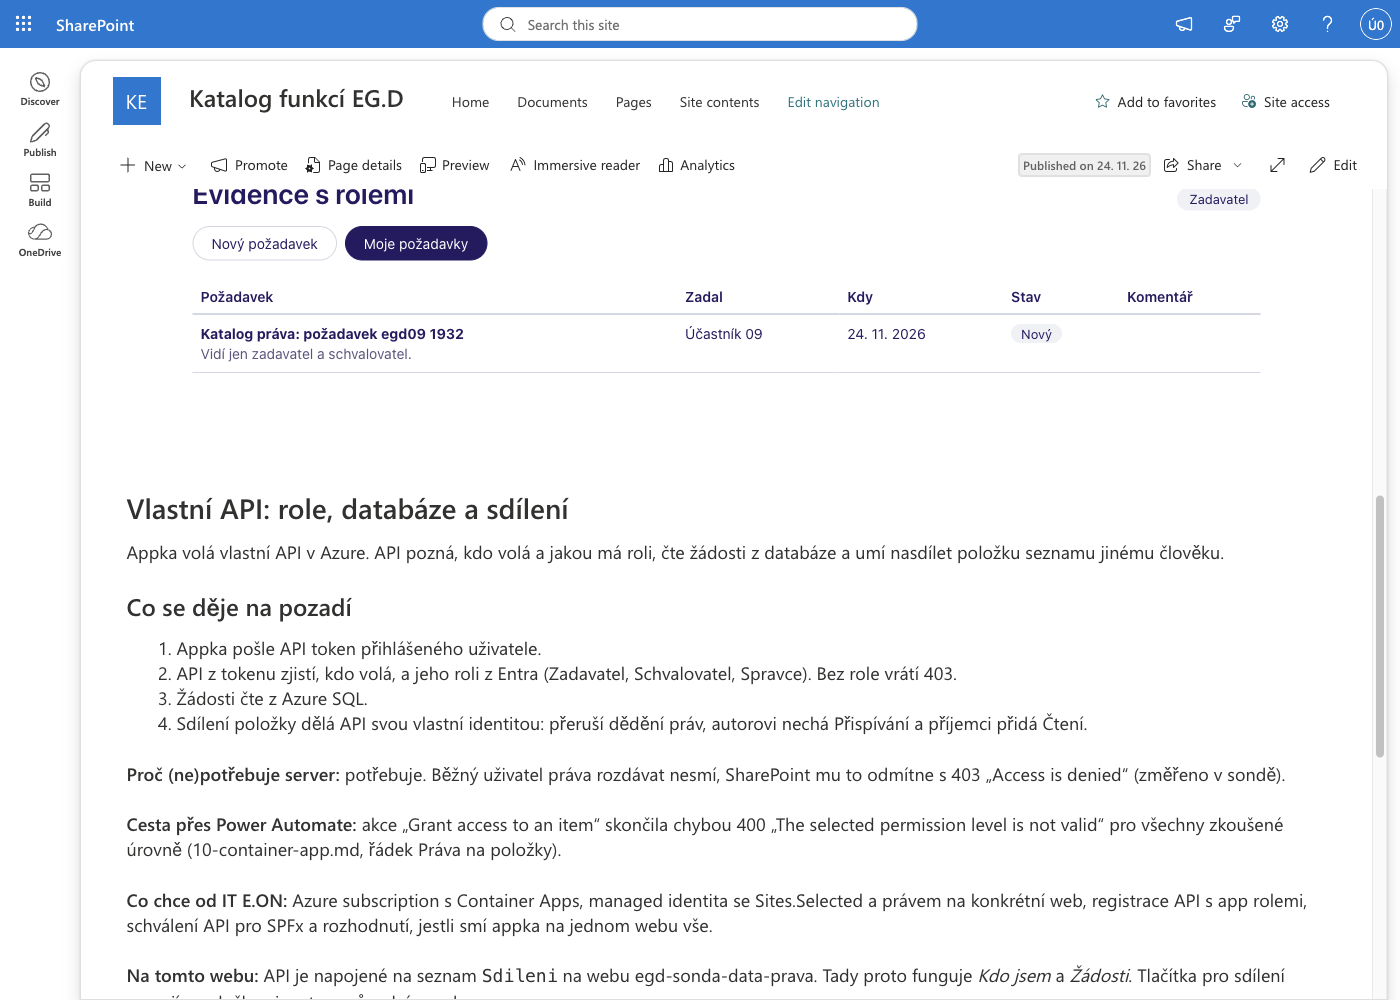 SharePoint
Search this site
Ú0
Discover
Publish
Build
OneDrive
KE
Katalog funkcí EG.D
Home
Documents
Pages
Site contents
Edit navigation
Add to favorites
Site access
New
Promote
Page details
Preview
Immersive reader
Analytics
Published on 24. 11. 26
Share
Edit
Evidence s rolemi
Zadavatel
Nový požadavek
Moje požadavky
Požadavek Zadal Kdy Stav Komentář
Katalog práva: požadavek egd09 1932 Účastník 09 24. 11. 2026 Nový
Vidí jen zadavatel a schvalovatel.
Vlastní API: role, databáze a sdílení
Appka volá vlastní API v Azure. API pozná, kdo volá a jakou má roli, čte žádosti z databáze a umí nasdílet položku seznamu jinému člověku.
Co se děje na pozadí
1. Appka pošle API token přihlášeného uživatele.
2. API z tokenu zjistí, kdo volá, a jeho roli z Entra (Zadavatel, Schvalovatel, Spravce). Bez role vrátí 403.
3. Žádosti čte z Azure SQL.
4. Sdílení položky dělá API svou vlastní identitou: přeruší dědění práv, autorovi nechá Přispívání a příjemci přidá Čtení.
Proč (ne)potřebuje server: potřebuje. Běžný uživatel práva rozdávat nesmí, SharePoint mu to odmítne s 403 „Access is denied“ (změřeno v sondě).
Cesta přes Power Automate: akce „Grant access to an item“ skončila chybou 400 „The selected permission level is not valid“ pro všechny zkoušené
úrovně (10-container-app.md, řádek Práva na položky).
Co chce od IT E.ON: Azure subscription s Container Apps, managed identita se Sites.Selected a právem na konkrétní web, registrace API s app rolemi,
schválení API pro SPFx a rozhodnutí, jestli smí appka na jednom webu vše.
Na tomto webu: API je napojené na seznam Sdileni na webu egd-sonda-data-prava. Tady proto funguje Kdo jsem a Žádosti. Tlačítka pro sdílení